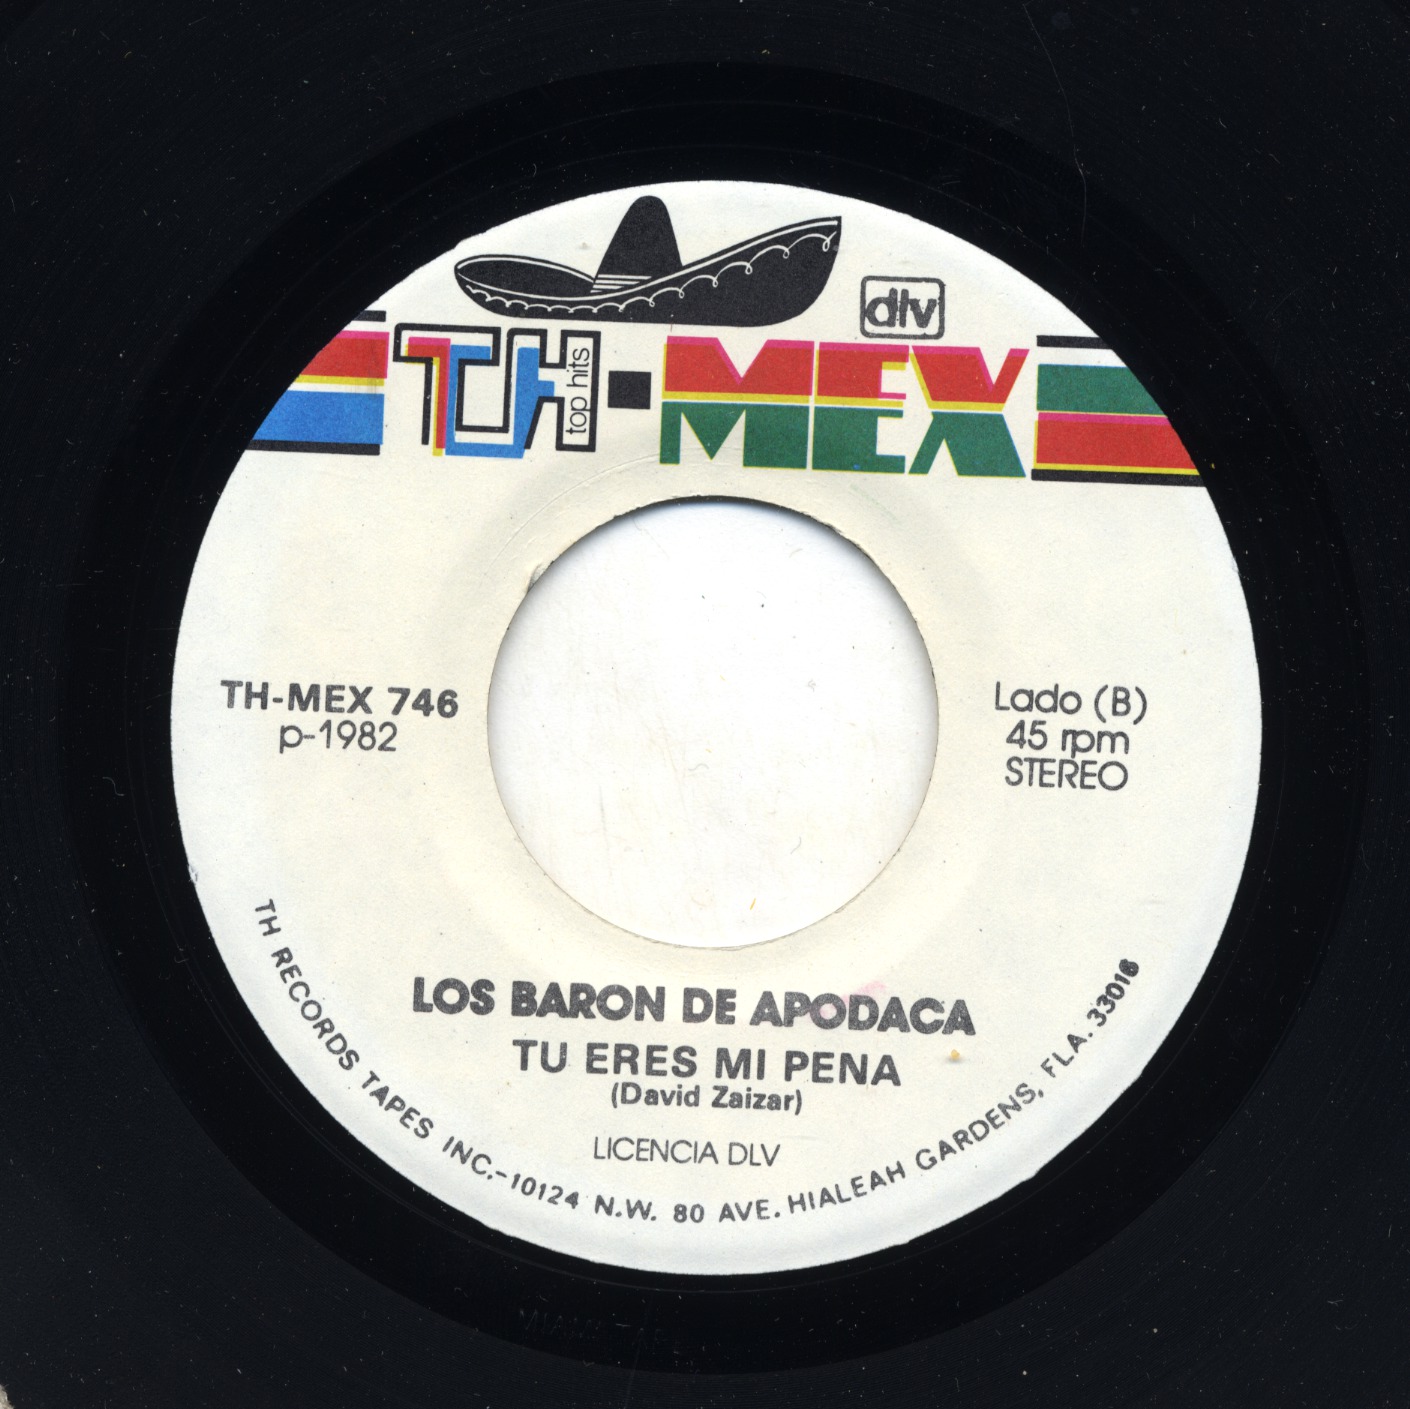 dlv
TH-MEX
top hits
TH-MEX 746
p-1982
Lado (B)
45 rpm
STEREO
LOS BARON DE APODACA
TU ERES MI PENA
(David Zaizar)
LICENCIA DLV
TH RECORDS TAPES INC.-10124 N.W. 80 AVE. HIALEAH GARDENS, FLA. 33016